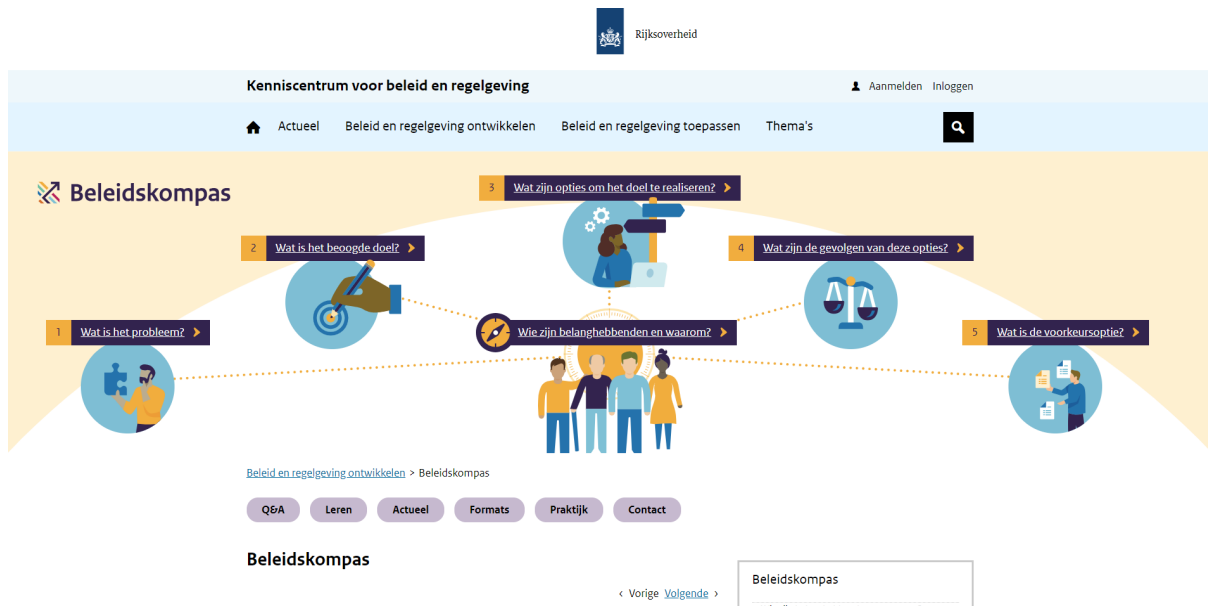 Rijksoverheid
Kenniscentrum voor beleid en regelgeving
Aanmelden Inloggen
Actueel Beleid en regelgeving ontwikkelen Beleid en regelgeving toepassen Thema's
Beleidskompas
3 Wat zijn opties om het doel te realiseren?
2 Wat is het beoogde doel?
4 Wat zijn de gevolgen van deze opties?
1 Wat is het probleem?
Wie zijn belanghebbenden en waarom?
5 Wat is de voorkeursoptie?
Beleid en regelgeving ontwikkelen > Beleidskompas
Q&A Leren Actueel Formats Praktijk Contact
Beleidskompas
‹ Vorige Volgende ›
Beleidskompas